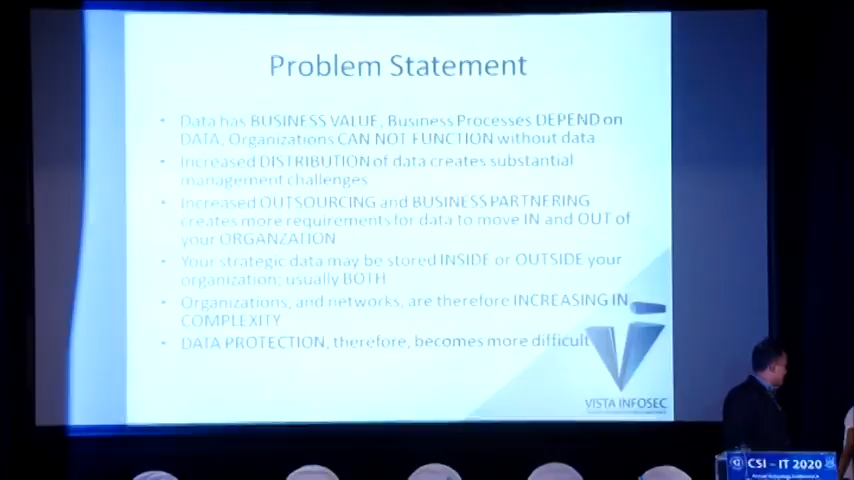 Problem Statement
• Data has BUSINESS VALUE, Business Processes DEPEND on
DATA, Organizations CAN NOT FUNCTION without data
• Increased DISTRIBUTION of data creates substantial
management challenges
• Increased OUTSOURCING and BUSINESS PARTNERING
creates more requirements for data to move IN and OUT of
your ORGANZATION
• Your strategic data may be stored INSIDE or OUTSIDE your
organization; usually BOTH
• Organizations, and networks, are therefore INCREASING IN
COMPLEXITY
• DATA PROTECTION, therefore, becomes more difficult
VISTA INFOSEC
CSI - IT 2020